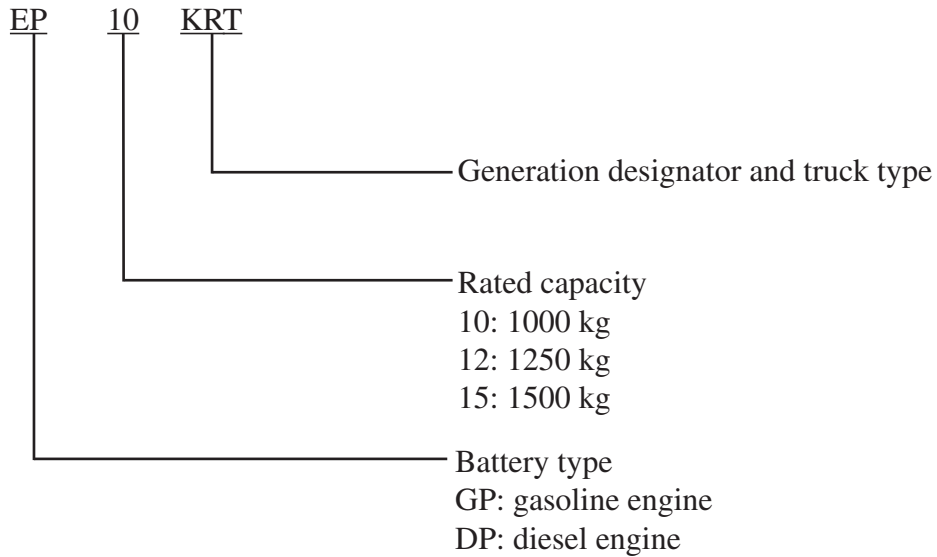 EP 10 KRT
Generation designator and truck type
Rated capacity
10: 1000 kg
12: 1250 kg
15: 1500 kg
Battery type
GP: gasoline engine
DP: diesel engine